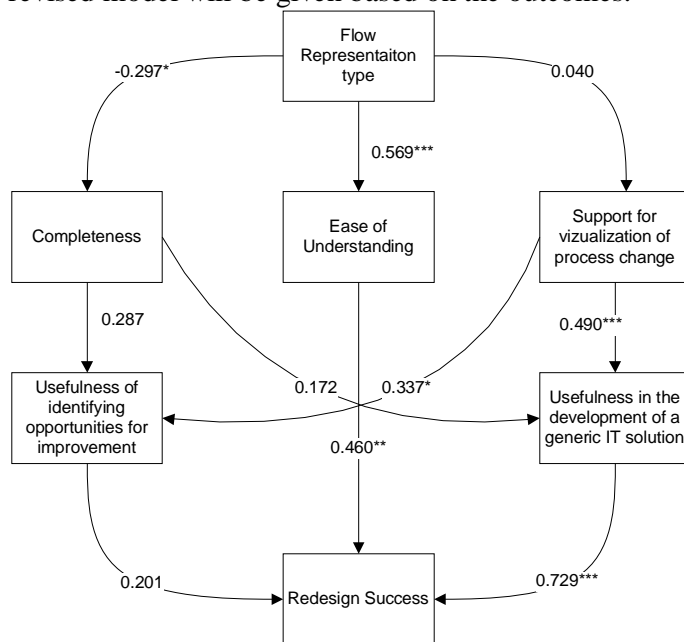 revised model will be given based on the outcomes.
Flow
Representaiton
type
-0.297*
0.040
0.569***
Completeness
Ease of
Understanding
Support for
vizualization of
process change
0.287
0.490***
Usefulness of
identifying
opportunities for
improvement
0.172
0.337*
Usefulness in the
development of a
generic IT solution
0.460**
0.201
0.729***
Redesign Success